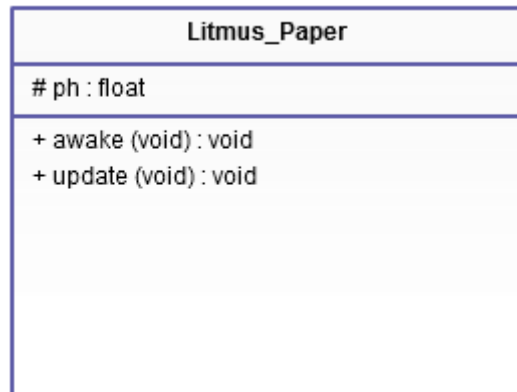 Litmus_Paper
# ph : float
+ awake (void) : void
+ update (void) : void